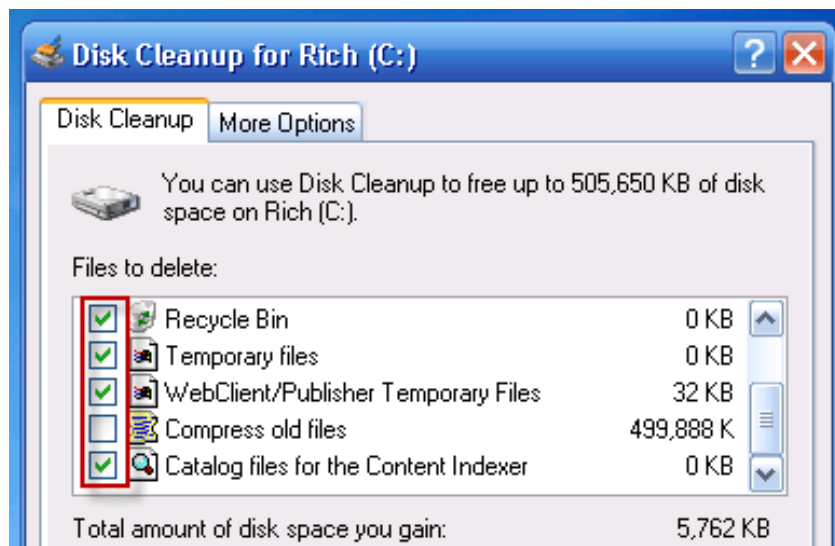 Disk Cleanup for Rich (C:)
Disk Cleanup More Options
You can use Disk Cleanup to free up to 505,650 KB of disk
space on Rich (C:).
Files to delete:
Recycle Bin 0 KB
Temporary files 0 KB
WebClient/Publisher Temporary Files 32 KB
Compress old files 499,888 K
Catalog files for the Content Indexer 0 KB
Total amount of disk space you gain: 5,762 KB